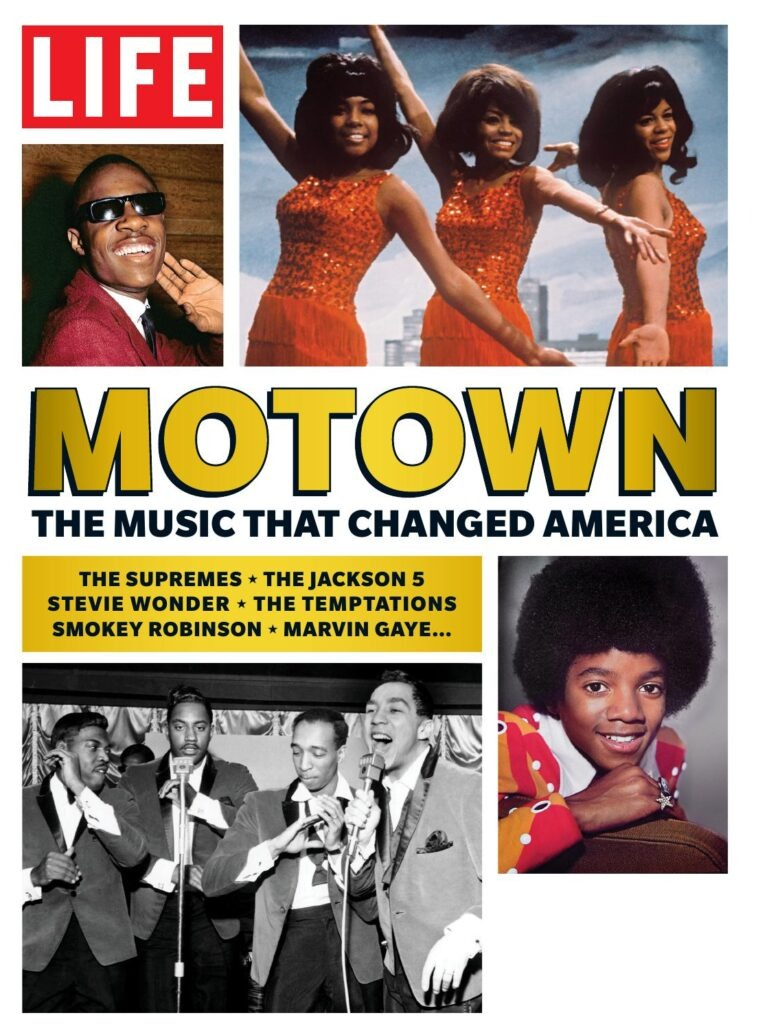 LIFE
MOTOWN
THE MUSIC THAT CHANGED AMERICA
THE SUPREMES ★ THE JACKSON 5
STEVIE WONDER ★ THE TEMPTATIONS
SMOKEY ROBINSON ★ MARVIN GAYE...